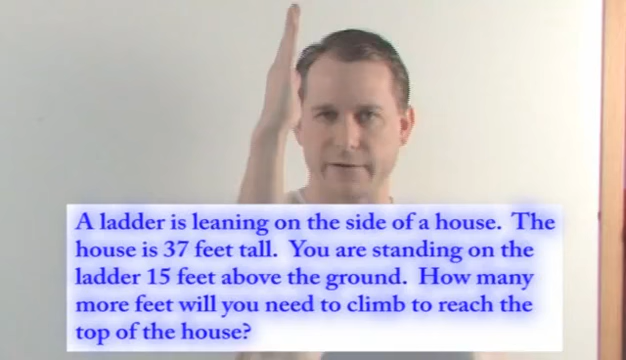 A ladder is leaning on the side of a house.  The
house is 37 feet tall.  You are standing on the
ladder 15 feet above the ground.  How many
more feet will you need to climb to reach the
top of the house?